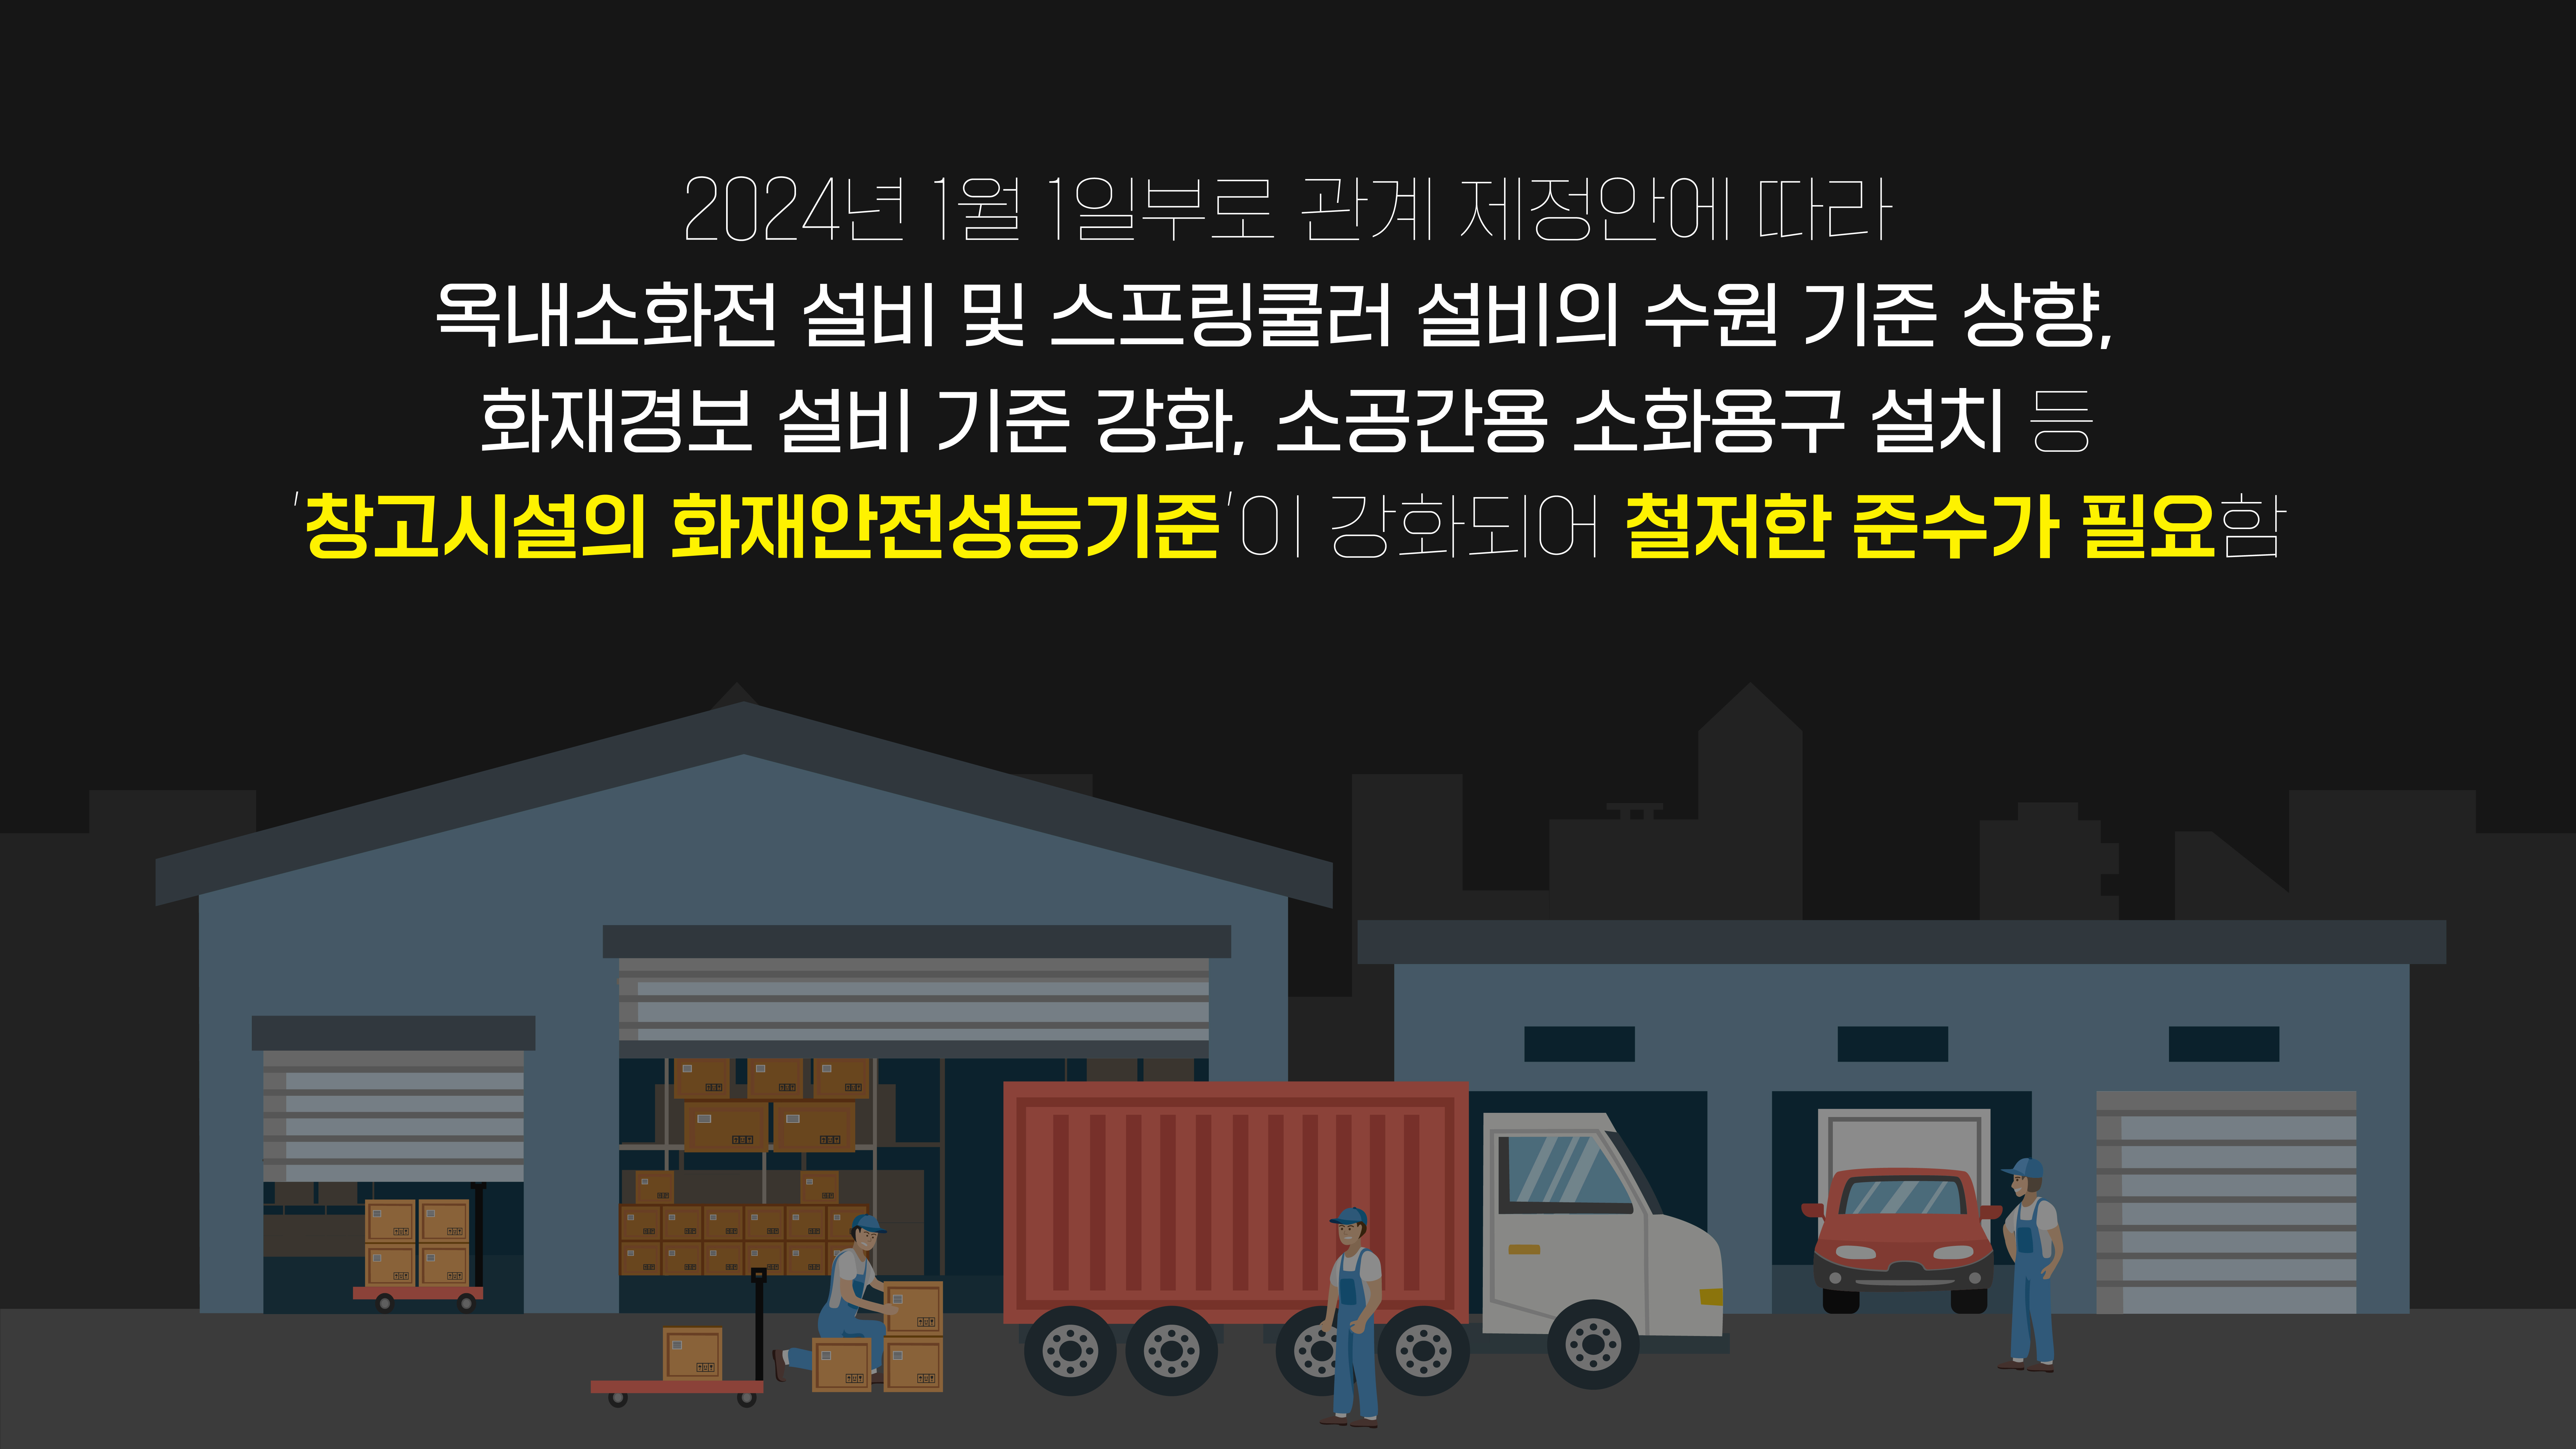 2024년 1월 1일부로 관계 제정안에 따라
옥내소화전 설비 및 스프링쿨러 설비의 수원 기준 상향,
화재경보 설비 기준 강화, 소공간용 소화용구 설치 등
'창고시설의 화재안전성능기준'이 강화되어 철저한 준수가 필요함